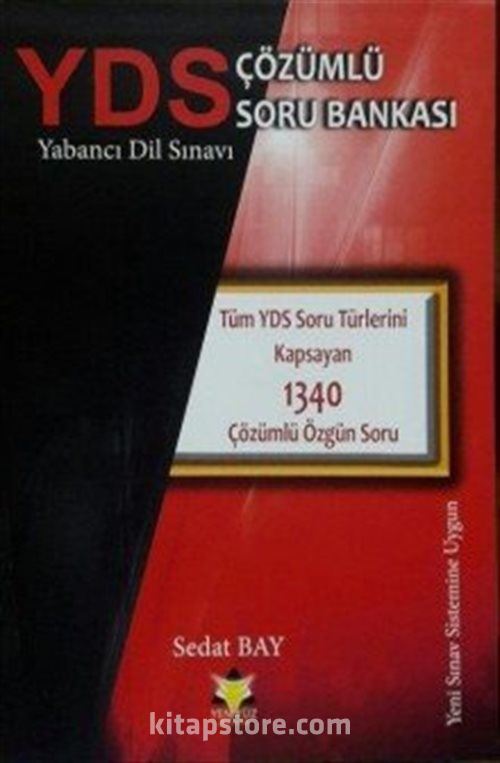 YDS
ÇÖZÜMLÜ
SORU BANKASI
Yabancı Dil Sınavı
Tüm YDS Soru Türlerini
Kapsayan
1340
Çözümlü Özgün Soru
Yeni Sınav Sistemine Uygun
Sedat BAY
kitapstore.com